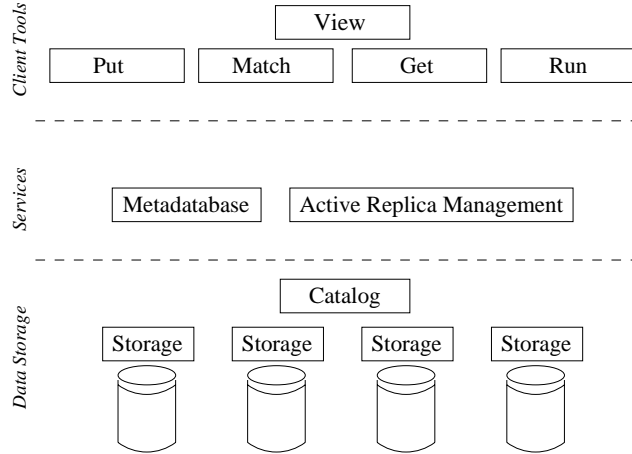 Client Tools
View
Put Match Get Run
Services
Metadatabase Active Replica Management
Data Storage
Catalog
Storage Storage Storage Storage